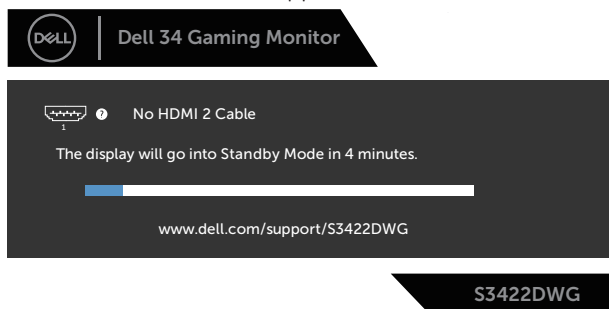 DELL
Dell 34 Gaming Monitor
No HDMI 2 Cable
?
1
The display will go into Standby Mode in 4 minutes.
www.dell.com/support/S3422DWG
S3422DWG